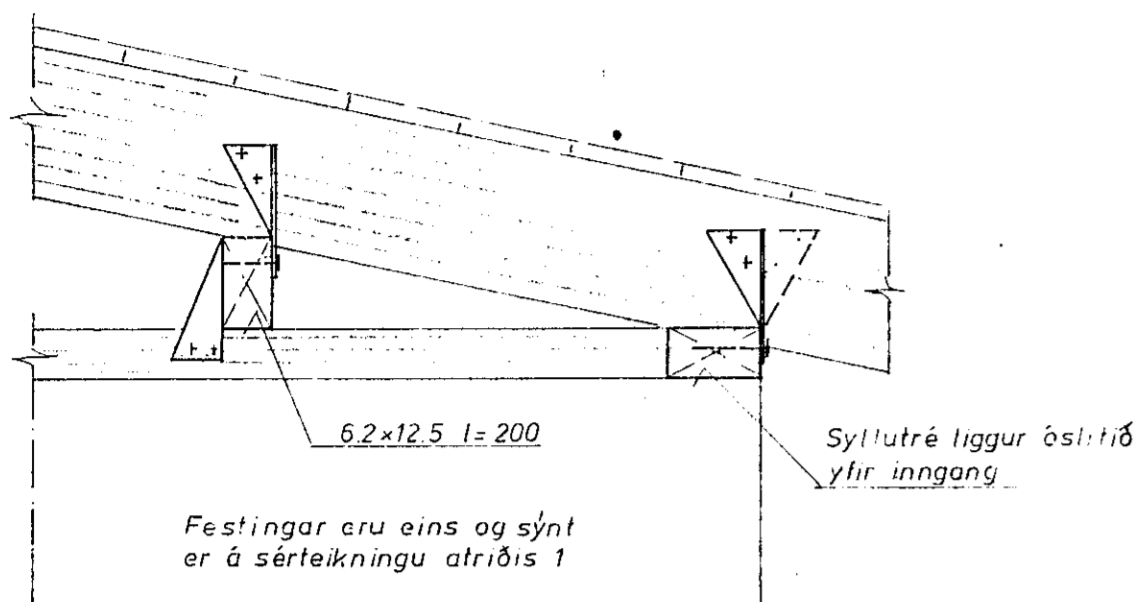 6.2×12.5 l=200
Syllutré liggur óslitið
yfir inngang
Festingar eru eins og sýnt
er á sérteikningu atriðis 1